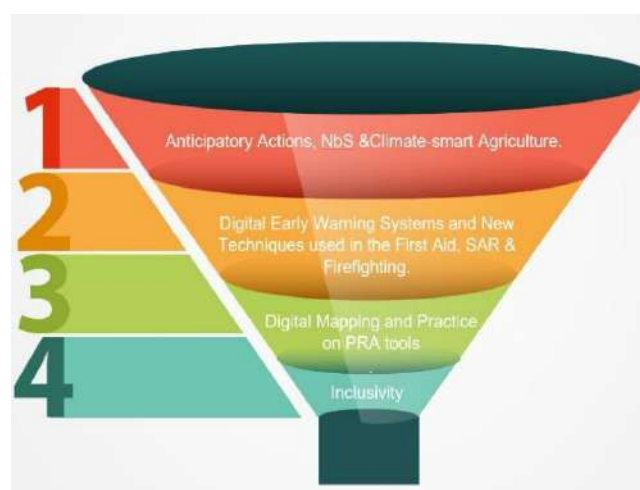 1
Anticipatory Actions, NbS &Climate-smart Agriculture.
2
Digital Early Warning Systems and New
Techniques used in the First Aid, SAR &
Firefighting.
3
Digital Mapping and Practice
on PRA tools
4
Inclusivity